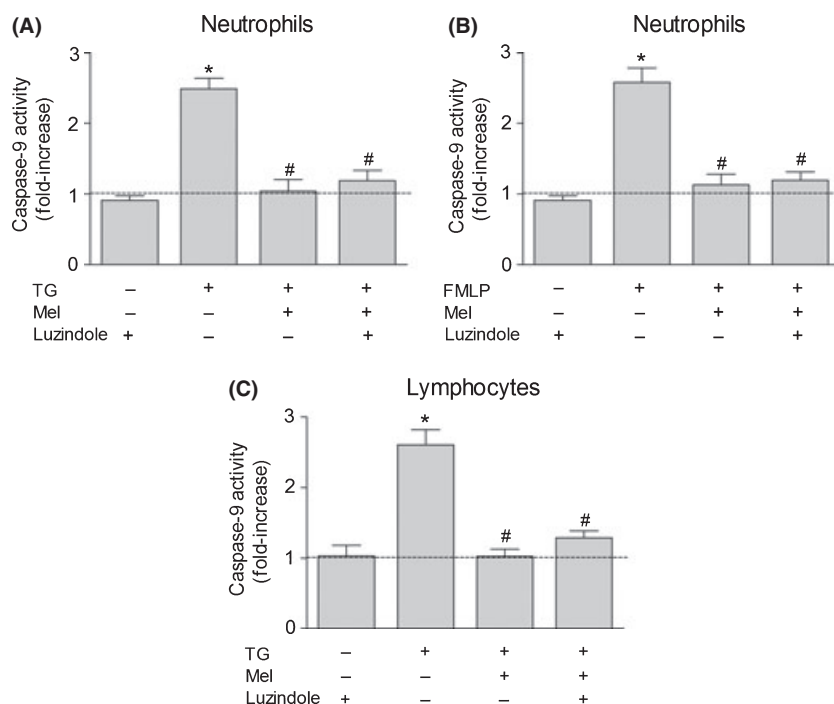 (A) Neutrophils
Caspase-9 activity
(fold-increase)
3
*
2
#
#
1
0
TG – + + +
Mel – – + +
Luzindole + – – +
(B) Neutrophils
Caspase-9 activity
(fold-increase)
3
*
2
#
#
1
0
FMLP – + + +
Mel – – + +
Luzindole + – – +
(C) Lymphocytes
Caspase-9 activity
(fold-increase)
3
*
2
#
#
1
0
TG – + + +
Mel – – + +
Luzindole + – – +